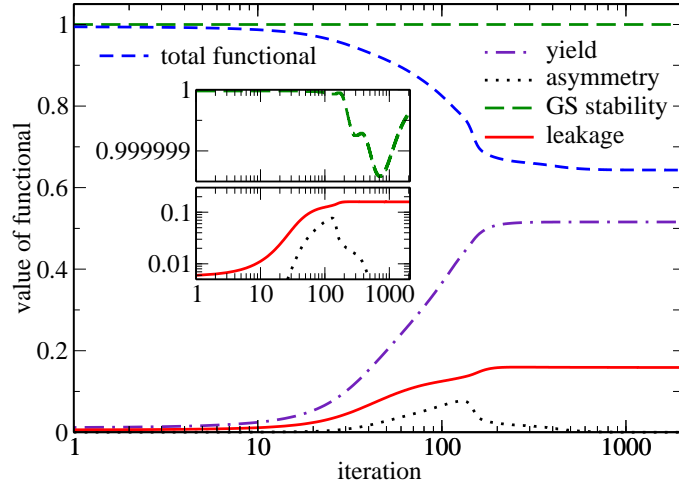 1
0.8
0.6
0.4
0.2
0
value of functional
total functional
yield
asymmetry
GS stability
leakage
1
0.999999
0.1
0.01
1 10 100 1000
1 10 100 1000
iteration